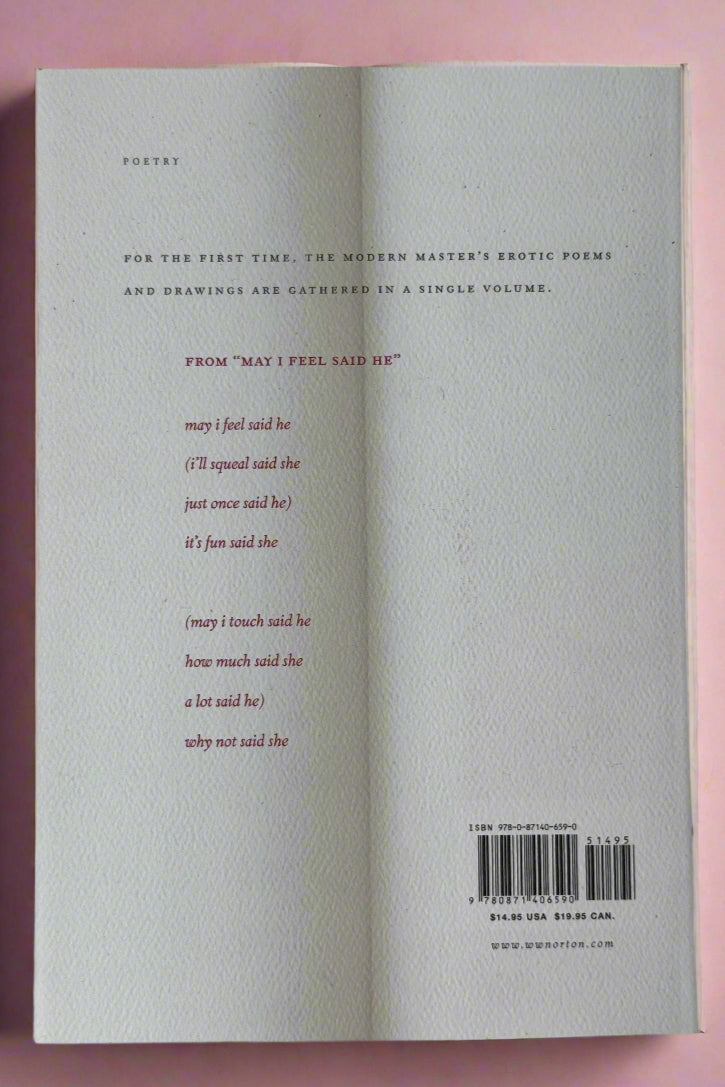 POETRY
FOR THE FIRST TIME, THE MODERN MASTER'S EROTIC POEMS
AND DRAWINGS ARE GATHERED IN A SINGLE VOLUME.
FROM “MAY I FEEL SAID HE”
may i feel said he
(i'll squeal said she
just once said he)
it's fun said she
(may i touch said he
how much said she
a lot said he)
why not said she
ISBN 978-0-87140-659-0
51495
9 780871 406590
$14.95 USA $19.95 CAN.
www.wwnorton.com